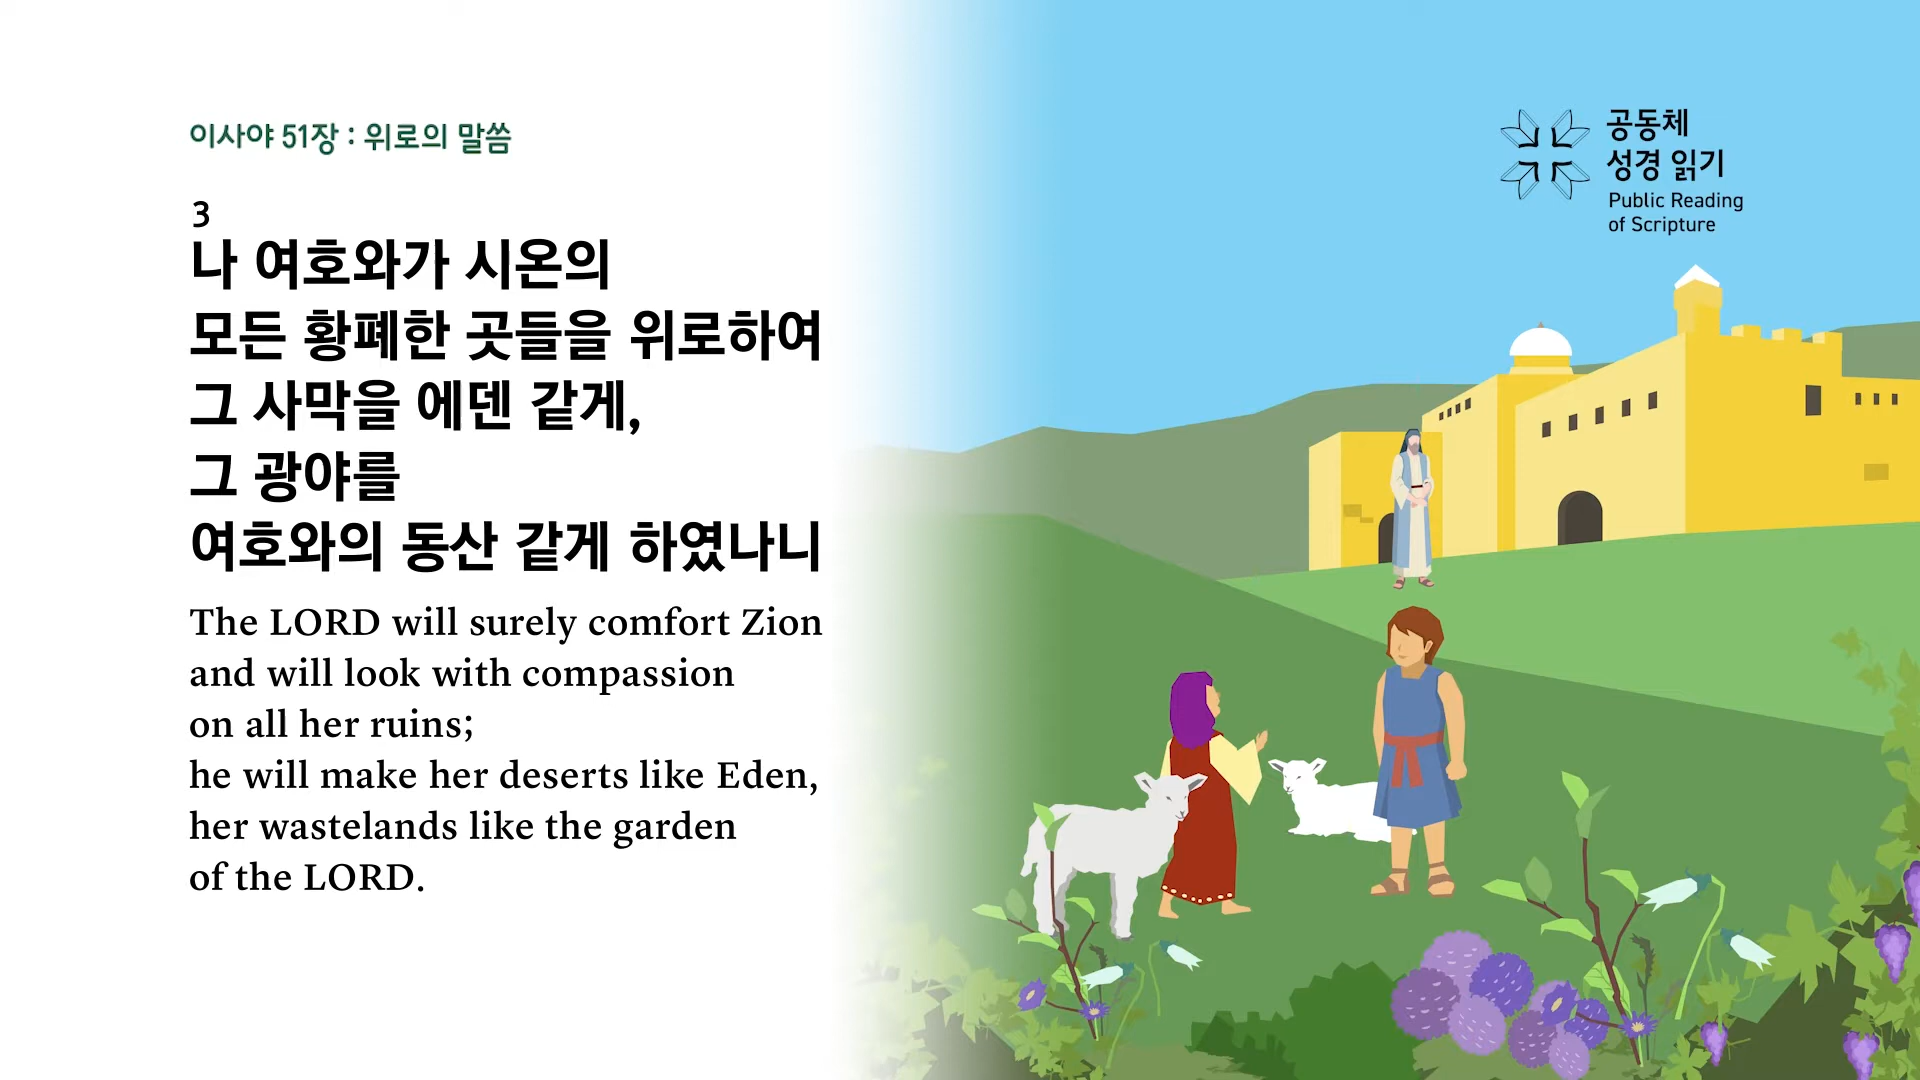 이사야 51장 : 위로의 말씀
3
나 여호와가 시온의
모든 황폐한 곳들을 위로하여
그 사막을 에덴 같게,
그 광야를
여호와의 동산 같게 하였나니
The LORD will surely comfort Zion
and will look with compassion
on all her ruins;
he will make her deserts like Eden,
her wastelands like the garden
of the LORD.
공동체
성경 읽기
Public Reading
of Scripture